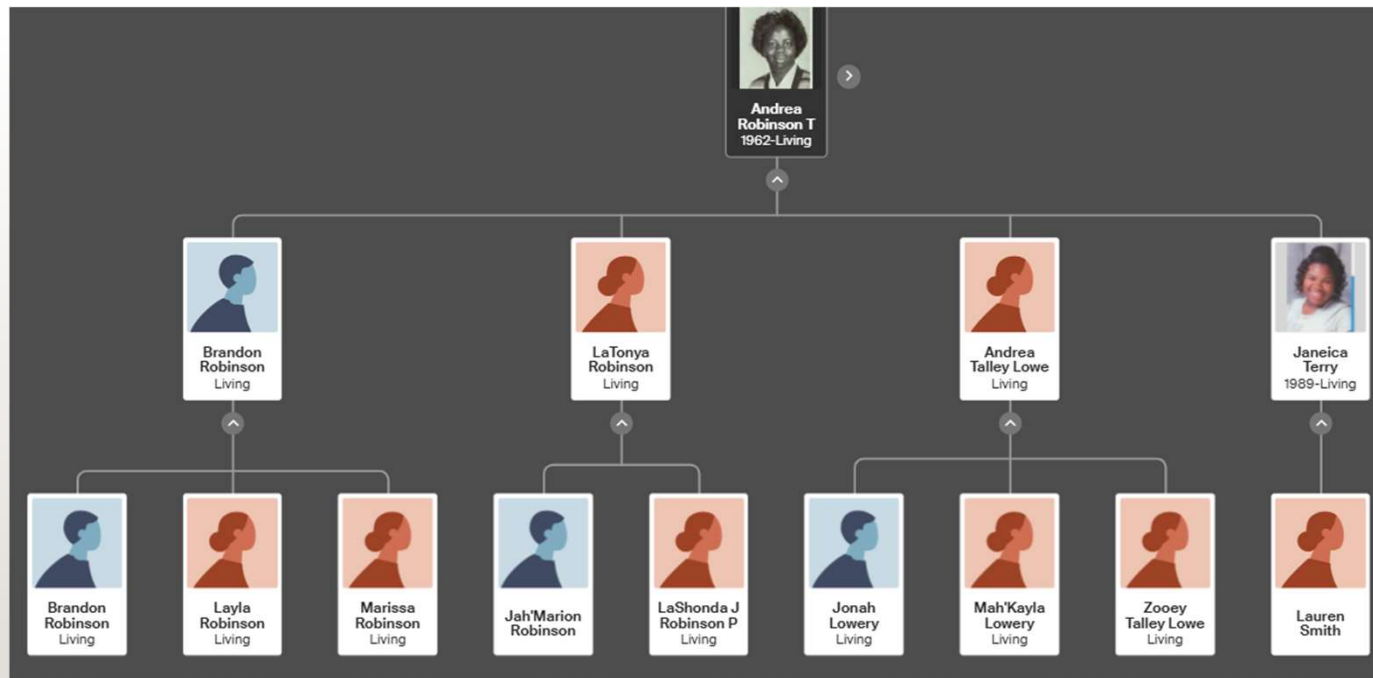 Andrea
Robinson T
1962-Living
Brandon
Robinson
Living
LaTonya
Robinson
Living
Andrea
Talley Lowe
Living
Janeica
Terry
1989-Living
Brandon
Robinson
Living
Layla
Robinson
Living
Marissa
Robinson
Living
Jah'Marion
Robinson
LaShonda J
Robinson P
Living
Jonah
Lowery
Living
Mah'Kayla
Lowery
Living
Zooey
Talley Lowe
Living
Lauren
Smith